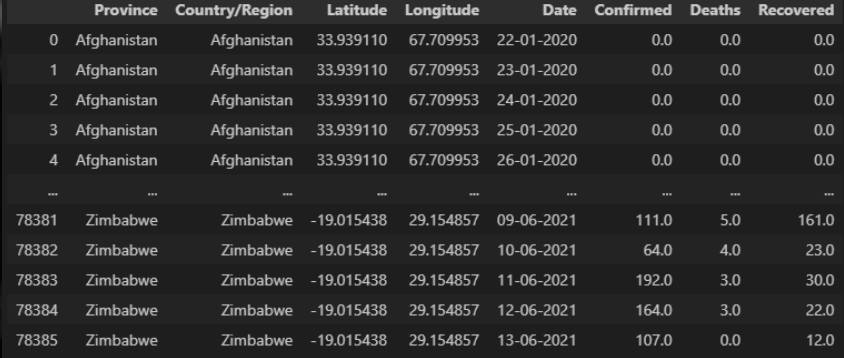 Province Country/Region Latitude Longitude Date Confirmed Deaths Recovered
0 Afghanistan Afghanistan 33.939110 67.709953 22-01-2020 0.0 0.0 0.0
1 Afghanistan Afghanistan 33.939110 67.709953 23-01-2020 0.0 0.0 0.0
2 Afghanistan Afghanistan 33.939110 67.709953 24-01-2020 0.0 0.0 0.0
3 Afghanistan Afghanistan 33.939110 67.709953 25-01-2020 0.0 0.0 0.0
4 Afghanistan Afghanistan 33.939110 67.709953 26-01-2020 0.0 0.0 0.0
... ... ... ... ... ... ... ... ...
78381 Zimbabwe Zimbabwe -19.015438 29.154857 09-06-2021 111.0 5.0 161.0
78382 Zimbabwe Zimbabwe -19.015438 29.154857 10-06-2021 64.0 4.0 23.0
78383 Zimbabwe Zimbabwe -19.015438 29.154857 11-06-2021 192.0 3.0 30.0
78384 Zimbabwe Zimbabwe -19.015438 29.154857 12-06-2021 164.0 3.0 22.0
78385 Zimbabwe Zimbabwe -19.015438 29.154857 13-06-2021 107.0 0.0 12.0